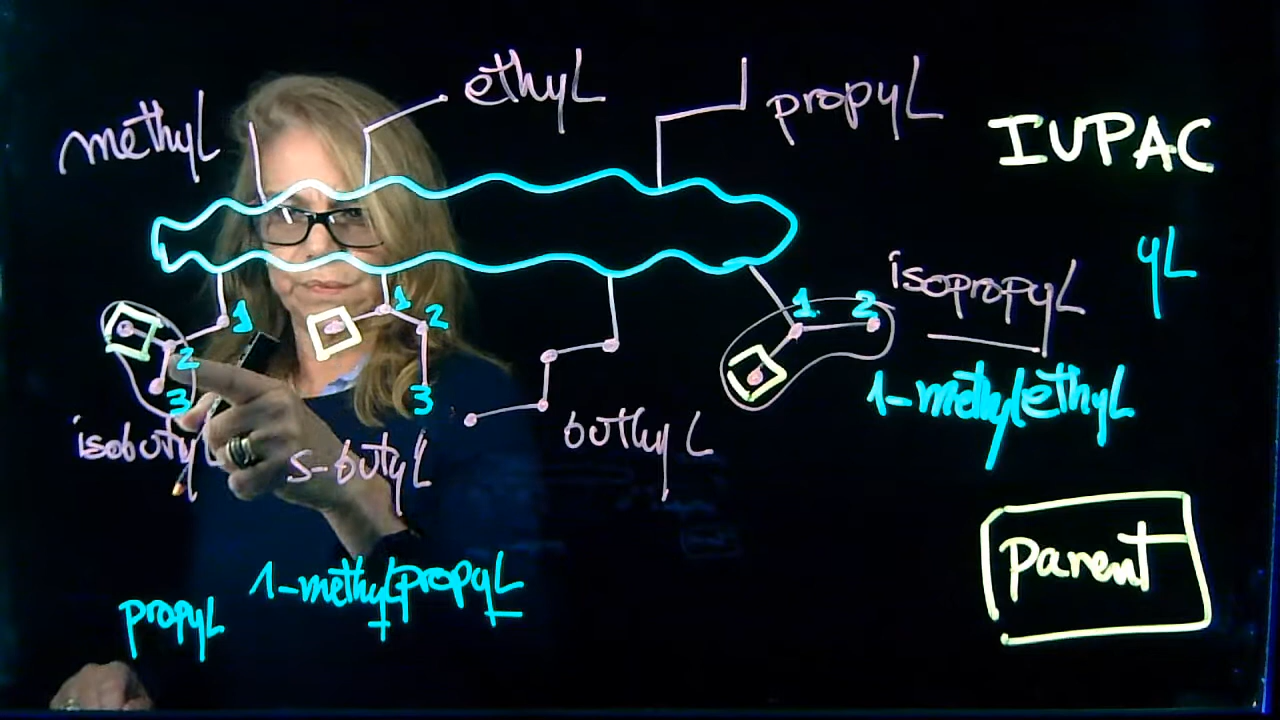 ethyL
propyL
methyL
IUPAC
yL
isopropyL
1 2
1-methylethyL
1
2
3
1
2
3
isobutyL
s-butyL
buthyL
parent
1-methylpropyL
propyL